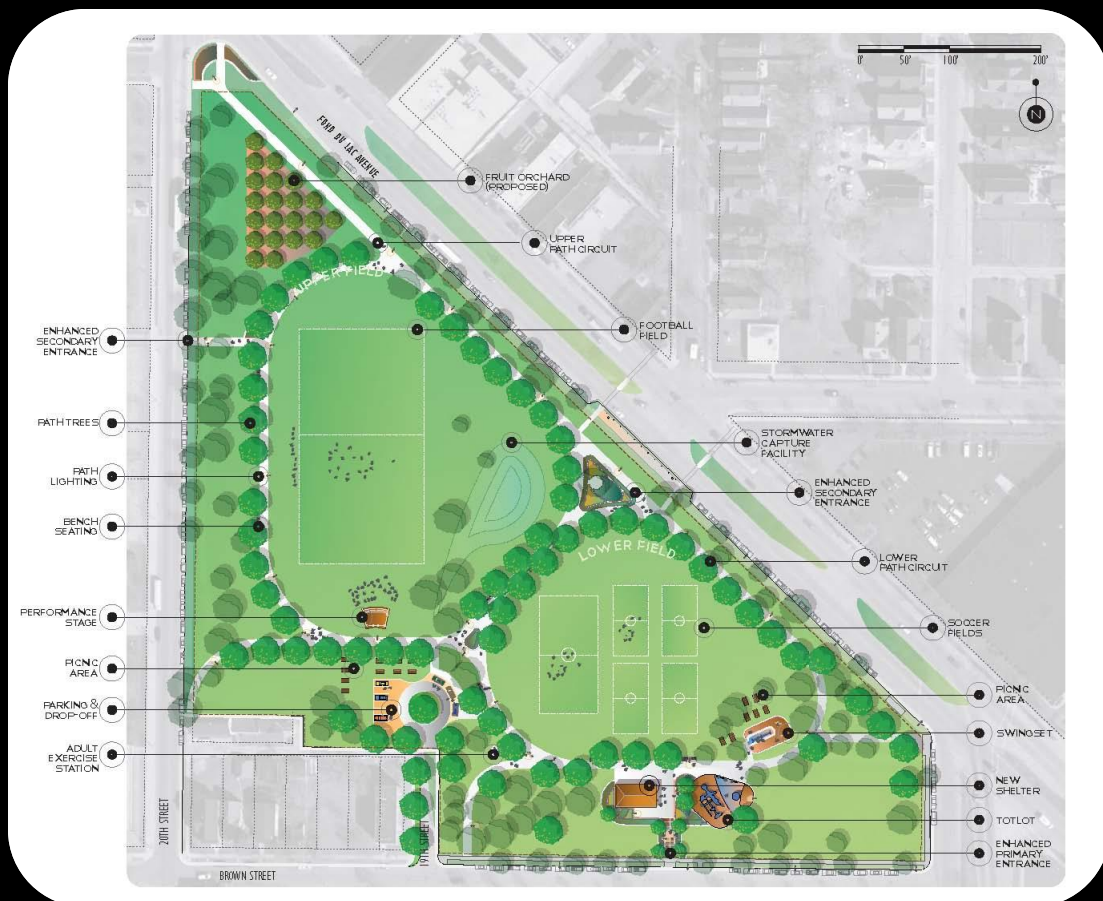 0'
50'
100'
200'
N
FOND DU LAC AVENUE
FRUIT ORCHARD
(PROPOSED)
UPPER
PATH CIRCUIT
UPPER FIELD
FOOTBALL
FIELD
ENHANCED
SECONDARY
ENTRANCE
PATH TREES
PATH
LIGHTING
BENCH
SEATING
STORMWATER
CAPTURE
FACILITY
ENHANCED
SECONDARY
ENTRANCE
LOWER FIELD
LOWER
PATH CIRCUIT
PERFORMANCE
STAGE
SOCCER
FIELDS
PICNIC
AREA
PARKING &
DROP-OFF
ADULT
EXERCISE
STATION
PICNIC
AREA
SWINGSET
NEW
SHELTER
TOTLOT
ENHANCED
PRIMARY
ENTRANCE
20TH STREET
19TH STREET
BROWN STREET